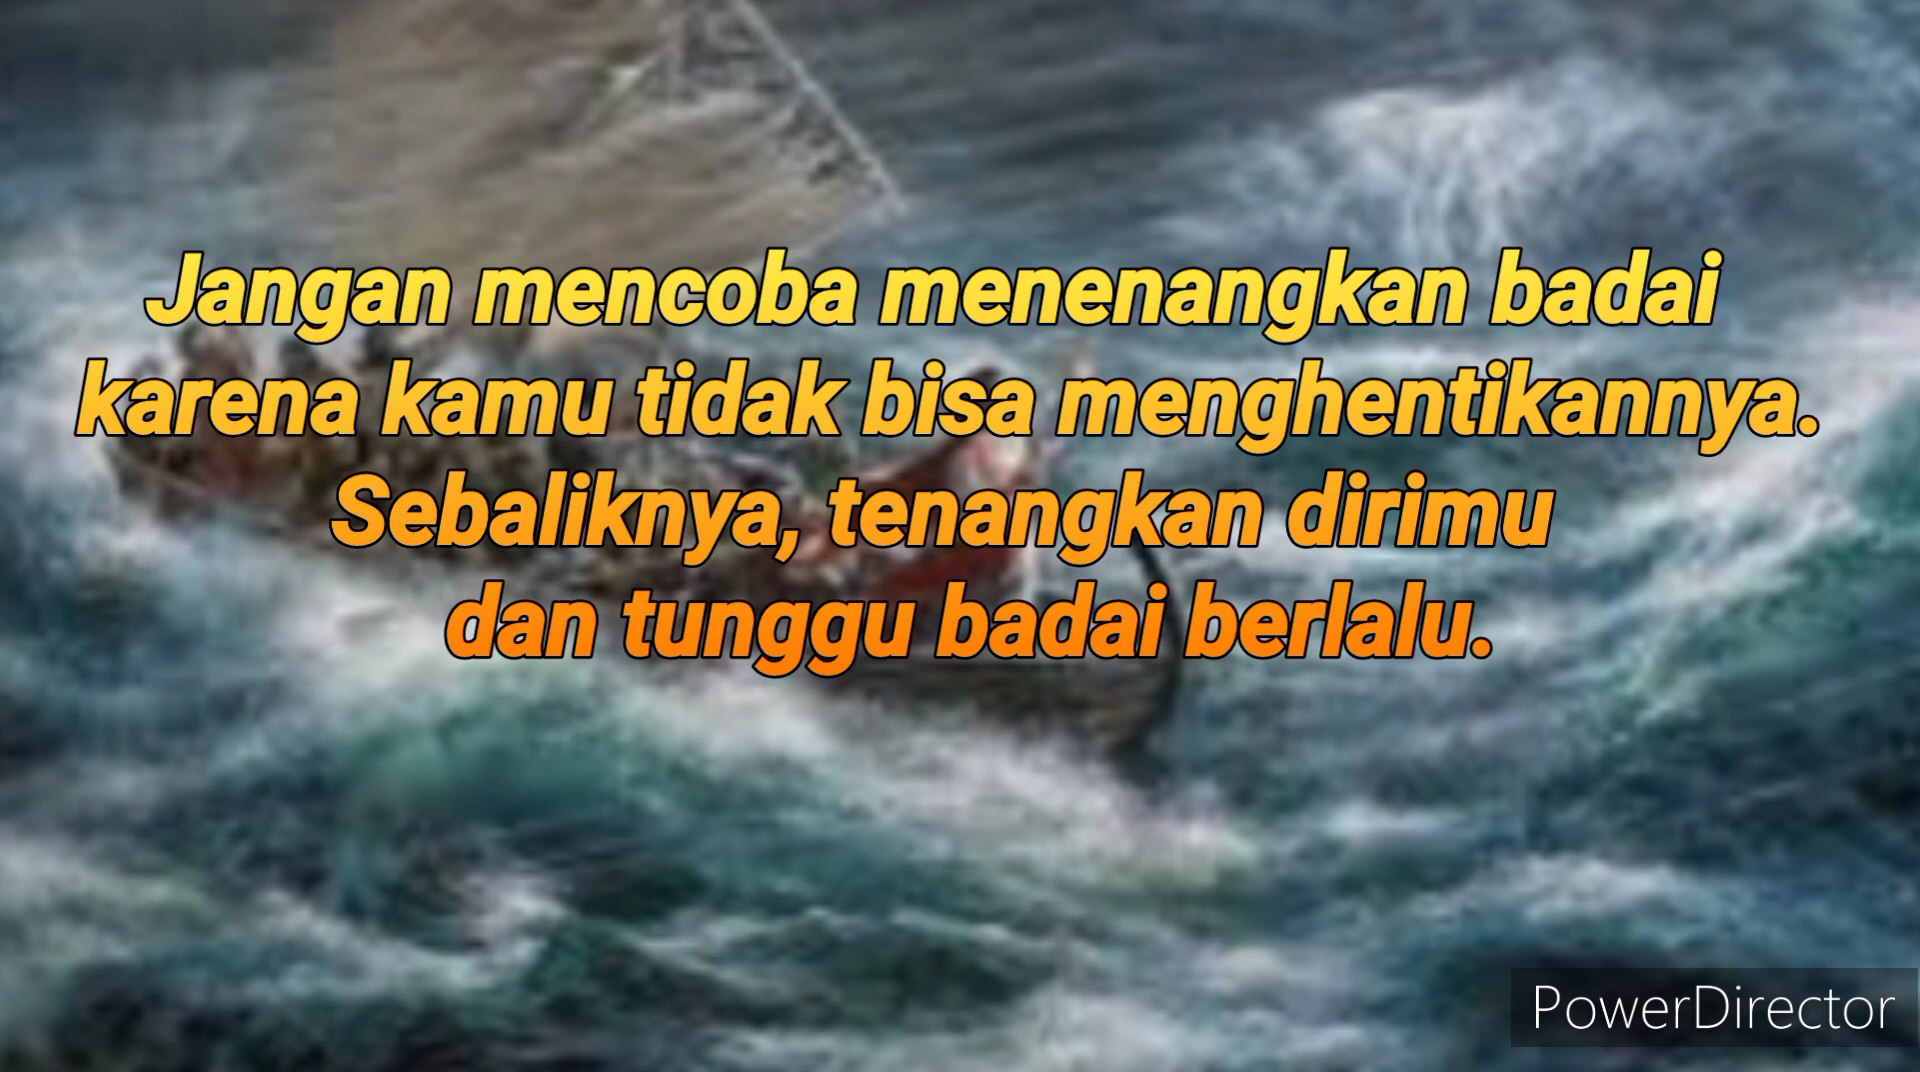 Jangan mencoba menenangkan badai
karena kamu tidak bisa menghentikannya.
Sebaliknya, tenangkan dirimu
dan tunggu badai berlalu.
PowerDirector